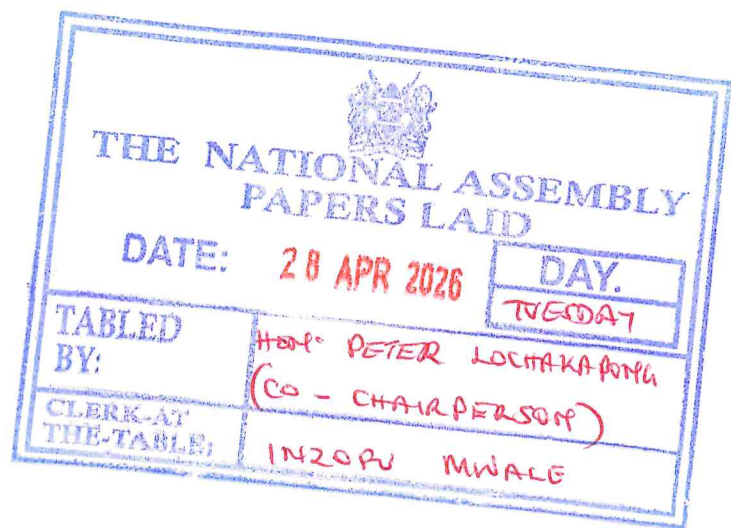 THE NATIONAL ASSEMBLY
PAPERS LAID
DATE: 28 APR 2026
DAY.
TUESDAY
TABLED BY:
HON. PETER LOCHAKAPONG
(CO - CHAIRPERSON)
CLERK-AT THE-TABLE:
INZOFU MWALE